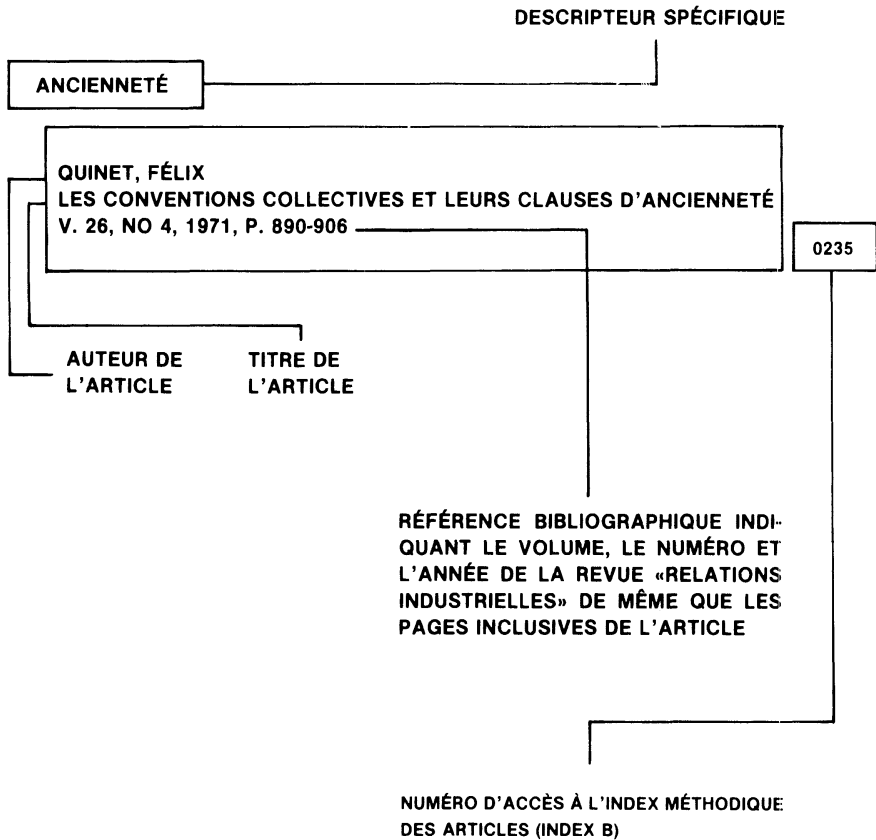 DESCRIPTEUR SPÉCIFIQUE
ANCIENNETÉ
QUINET, FÉLIX
LES CONVENTIONS COLLECTIVES ET LEURS CLAUSES D'ANCIENNETÉ
V. 26, NO 4, 1971, P. 890-906
0235
AUTEUR DE
L'ARTICLE
TITRE DE
L'ARTICLE
RÉFÉRENCE BIBLIOGRAPHIQUE INDI-
QUANT LE VOLUME, LE NUMÉRO ET
L'ANNÉE DE LA REVUE «RELATIONS
INDUSTRIELLES» DE MÊME QUE LES
PAGES INCLUSIVES DE L'ARTICLE
NUMÉRO D'ACCÈS À L'INDEX MÉTHODIQUE
DES ARTICLES (INDEX B)